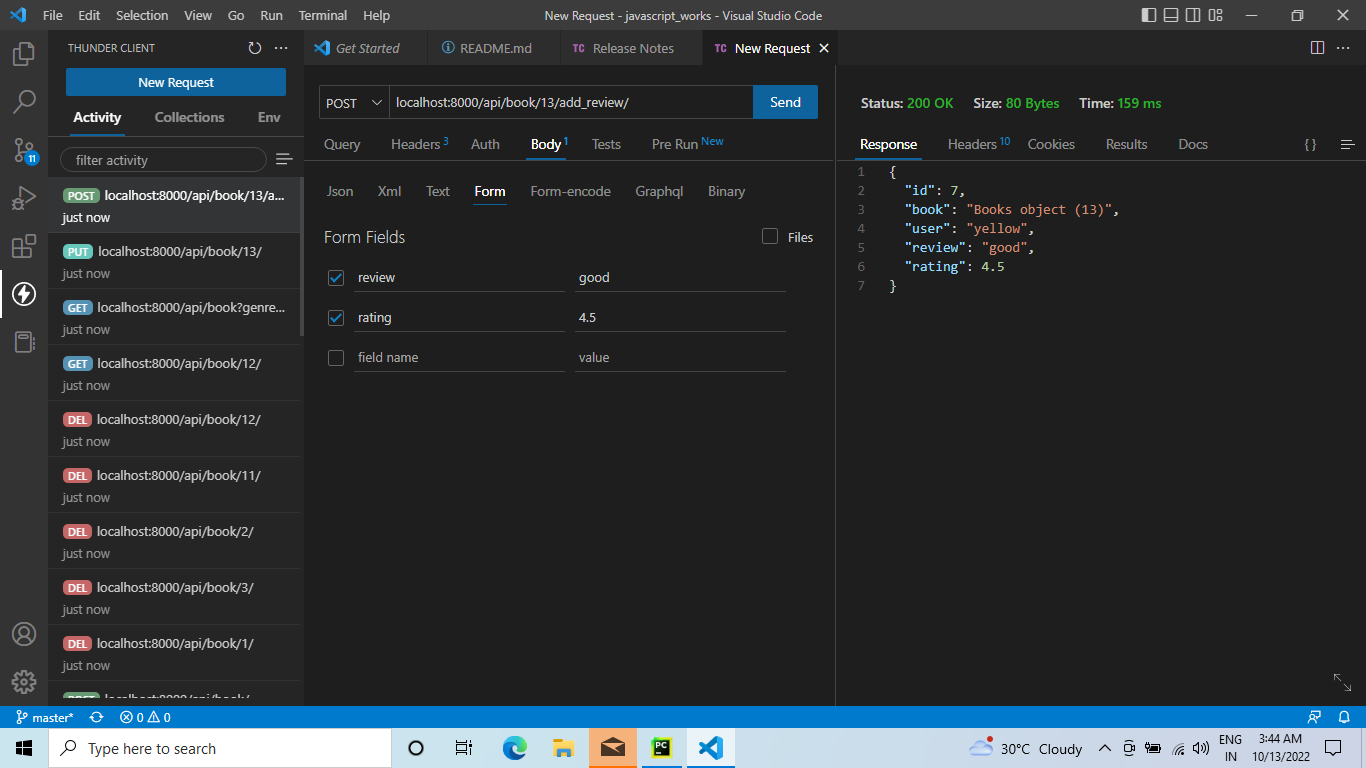 File Edit Selection View Go Run Terminal Help New Request - javascript_works - Visual Studio Code
THUNDER CLIENT
New Request
Activity Collections Env
filter activity
POST localhost:8000/api/book/13/a...
just now
PUT localhost:8000/api/book/13/
just now
GET localhost:8000/api/book?genre...
just now
GET localhost:8000/api/book/12/
just now
DEL localhost:8000/api/book/12/
just now
DEL localhost:8000/api/book/11/
just now
DEL localhost:8000/api/book/2/
just now
DEL localhost:8000/api/book/3/
just now
DEL localhost:8000/api/book/1/
just now
POST localhost:8000/api/book/
11
Get Started README.md TC Release Notes TC New Request
POST localhost:8000/api/book/13/add_review/ Send
Query Headers 3 Auth Body 1 Tests Pre Run New
Json Xml Text Form Form-encode Graphql Binary
Form Fields Files
review good
rating 4.5
field name value
Status: 200 OK Size: 80 Bytes Time: 159 ms
Response Headers 10 Cookies Results Docs { }
1 {
2 "id": 7,
3 "book": "Books object (13)",
4 "user": "yellow",
5 "review": "good",
6 "rating": 4.5
7 }
master* 0 0
Type here to search PC 30°C Cloudy ENG IN 3:44 AM 10/13/2022